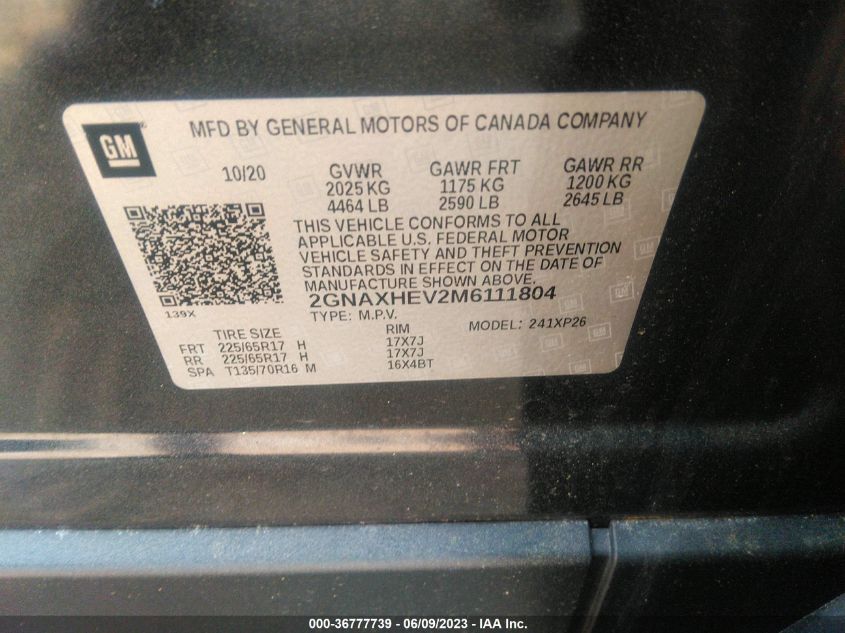 GM
MFD BY GENERAL MOTORS OF CANADA COMPANY
10/20 GVWR GAWR FRT GAWR RR
2025 KG 1175 KG 1200 KG
4464 LB 2590 LB 2645 LB
THIS VEHICLE CONFORMS TO ALL
APPLICABLE U.S. FEDERAL MOTOR
VEHICLE SAFETY AND THEFT PREVENTION
STANDARDS IN EFFECT ON THE DATE OF
MANUFACTURE SHOWN ABOVE.
139X 2GNAXHEV2M6111804
TYPE: M.P.V. MODEL: 241XP26
TIRE SIZE RIM
FRT 225/65R17 H 17X7J
RR 225/65R17 H 17X7J
SPA T135/70R16 M 16X4BT
000-36777739 - 06/09/2023 - IAA Inc.